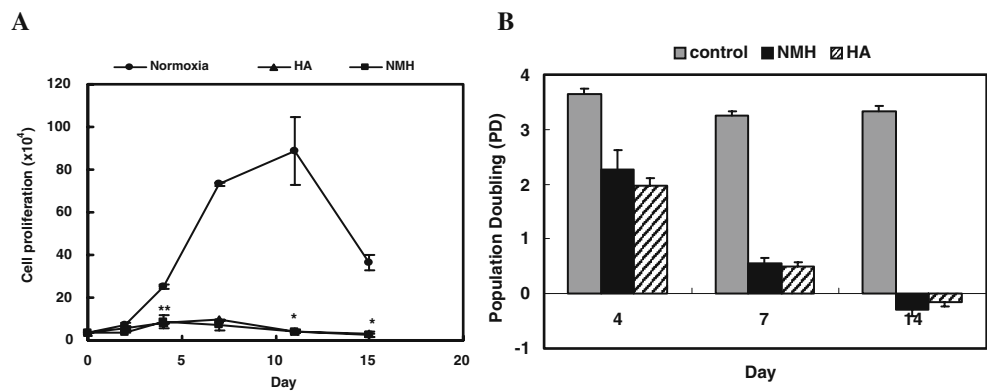 A
Normoxia HA NMH
120
100
80
60
40
20
0
Cell proliferation (x10⁴)
**
*
*
0 5 10 15 20
Day
B
control NMH HA
4
3
2
1
0
-1
Population Doubling (PD)
4 7 14
Day